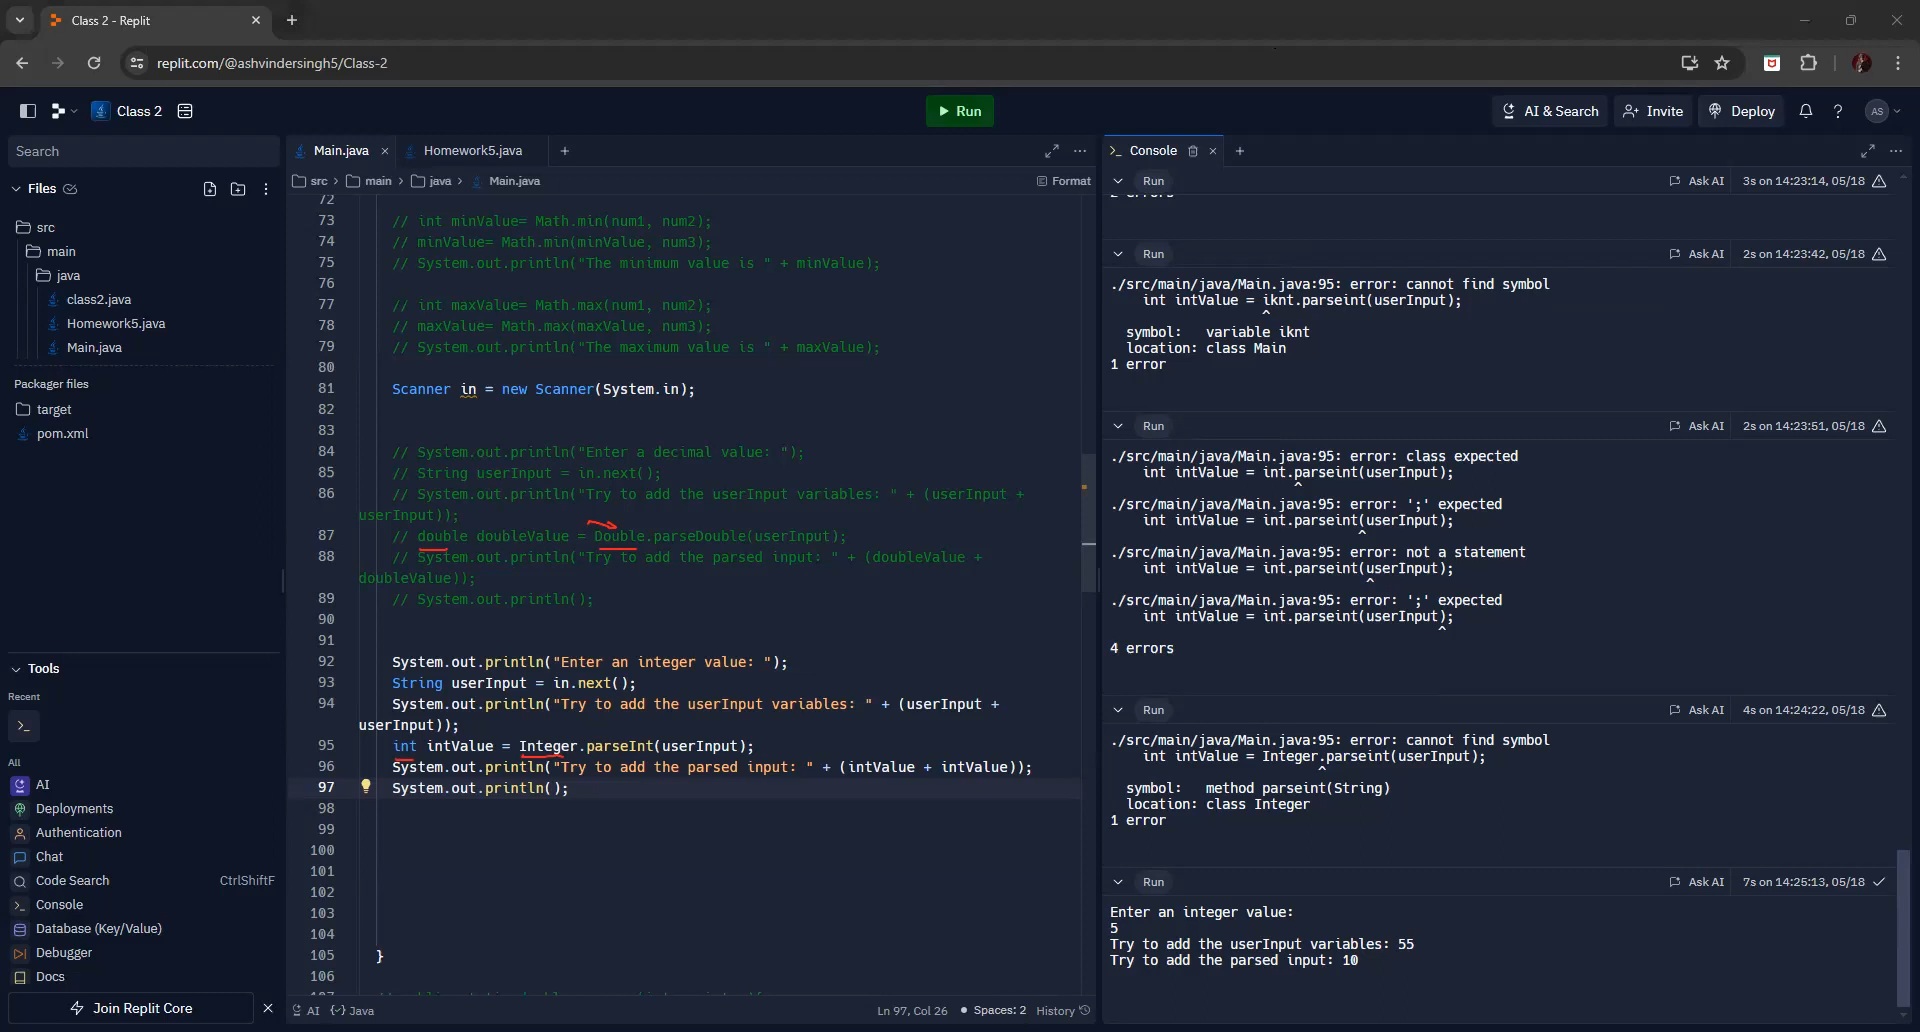 Class 2 - Replit
replit.com/@ashvindersingh5/Class-2
Class 2
Run
AI & Search
Invite
Deploy
AS
Search
Files
src
main
java
class2.java
Homework5.java
Main.java
Packager files
target
pom.xml
Tools
Recent
All
AI
Deployments
Authentication
Chat
Code Search CtrlShiftF
Console
Database (Key/Value)
Debugger
Docs
Join Replit Core
Main.java
Homework5.java
src > main > java > Main.java
Format
72
73 // int minValue= Math.min(num1, num2);
74 // minValue= Math.min(minValue, num3);
75 // System.out.println("The minimum value is " + minValue);
76
77 // int maxValue= Math.max(num1, num2);
78 // maxValue= Math.max(maxValue, num3);
79 // System.out.println("The maximum value is " + maxValue);
80
81 Scanner in = new Scanner(System.in);
82
83
84 // System.out.println("Enter a decimal value: ");
85 // String userInput = in.next();
86 // System.out.println("Try to add the userInput variables: " + (userInput +
userInput));
87 // double doubleValue = Double.parseDouble(userInput);
88 // System.out.println("Try to add the parsed input: " + (doubleValue +
doubleValue));
89 // System.out.println();
90
91
92 System.out.println("Enter an integer value: ");
93 String userInput = in.next();
94 System.out.println("Try to add the userInput variables: " + (userInput +
userInput));
95 int intValue = Integer.parseInt(userInput);
96 System.out.println("Try to add the parsed input: " + (intValue + intValue));
97 System.out.println();
98
99
100
101
102
103
104
105 }
106
AI
Java
Ln 97, Col 26
Spaces: 2
History
Console
Run Ask AI 3s on 14:23:14, 05/18
2 errors
Run Ask AI 2s on 14:23:42, 05/18
./src/main/java/Main.java:95: error: cannot find symbol
int intValue = iknt.parseint(userInput);
^
symbol: variable iknt
location: class Main
1 error
Run Ask AI 2s on 14:23:51, 05/18
./src/main/java/Main.java:95: error: class expected
int intValue = int.parseint(userInput);
^
./src/main/java/Main.java:95: error: ';' expected
int intValue = int.parseint(userInput);
^
./src/main/java/Main.java:95: error: not a statement
int intValue = int.parseint(userInput);
^
./src/main/java/Main.java:95: error: ';' expected
int intValue = int.parseint(userInput);
^
4 errors
Run Ask AI 4s on 14:24:22, 05/18
./src/main/java/Main.java:95: error: cannot find symbol
int intValue = Integer.parseint(userInput);
^
symbol: method parseint(String)
location: class Integer
1 error
Run Ask AI 7s on 14:25:13, 05/18
Enter an integer value:
5
Try to add the userInput variables: 55
Try to add the parsed input: 10